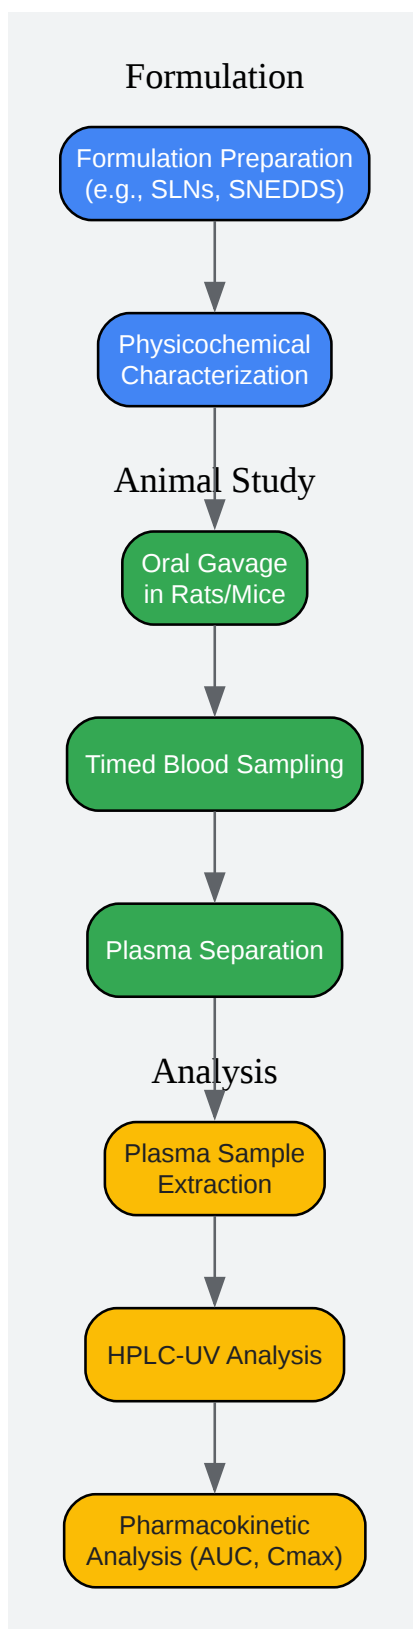 Formulation
Formulation Preparation
(e.g., SLNs, SNEDDS)
Physicochemical
Characterization
Animal Study
Oral Gavage
in Rats/Mice
Timed Blood Sampling
Plasma Separation
Analysis
Plasma Sample
Extraction
HPLC-UV Analysis
Pharmacokinetic
Analysis (AUC, Cmax)